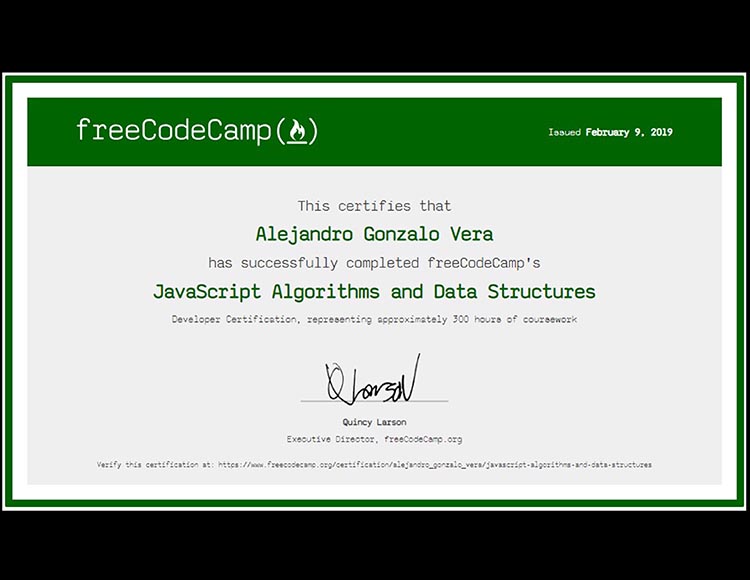 freeCodeCamp(🔥)
Issued February 9, 2019
This certifies that
Alejandro Gonzalo Vera
has successfully completed freeCodeCamp's
JavaScript Algorithms and Data Structures
Developer Certification, representing approximately 300 hours of coursework
Q Larson
Quincy Larson
Executive Director, freeCodeCamp.org
Verify this certification at: https://www.freecodecamp.org/certification/alejandro_gonzalo_vera/javascript-algorithms-and-data-structures